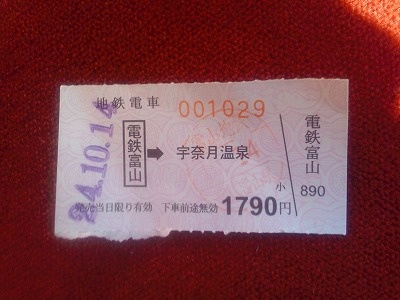 地鉄電車 001029
24.10.14
電鉄富山 ➡ 宇奈月温泉
発売当日限り有効 下車前途無効 1790円
電鉄富山
小
890